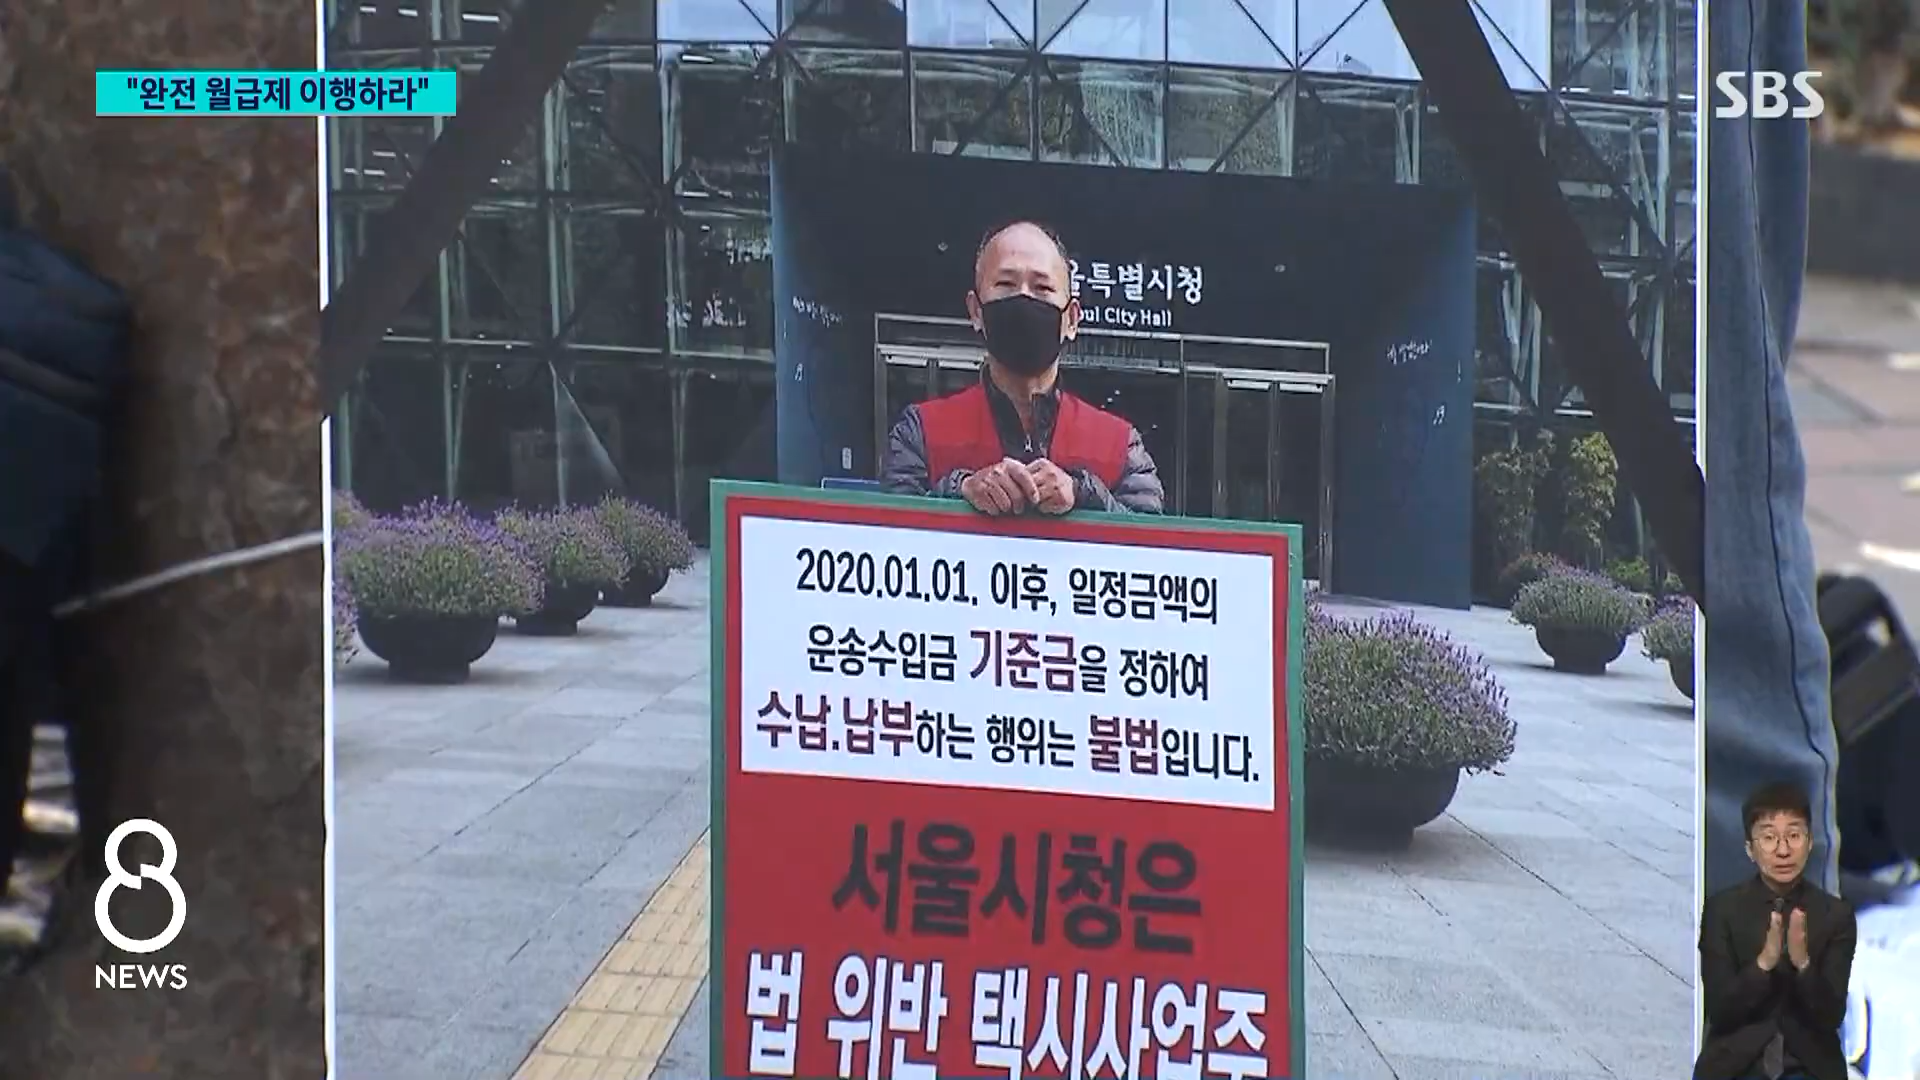 "완전 월급제 이행하라"
SBS
울특별시청
oul City Hall
2020.01.01. 이후, 일정금액의
운송수입금 기준금을 정하여
수납.납부하는 행위는 불법입니다.
서울시청은
법 위반 택시사업주
8
NEWS